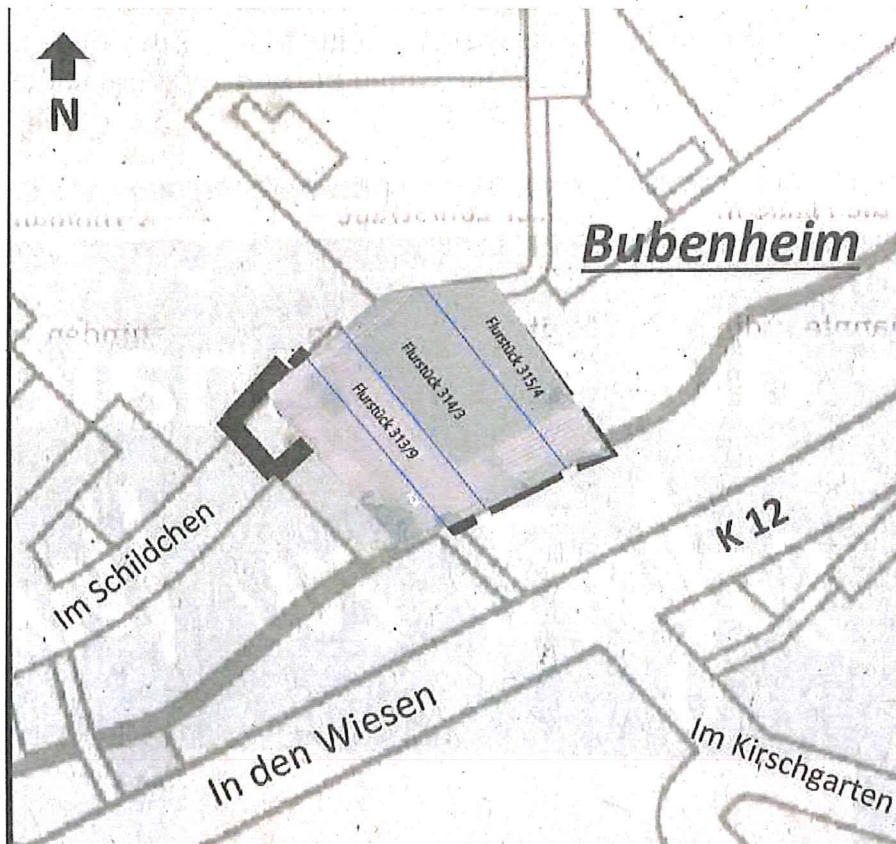 N
Bubenheim
Flurstück 315/4
Flurstück 314/3
Flurstück 313/9
K 12
Im Schildchen
In den Wiesen
Im Kirschgarten